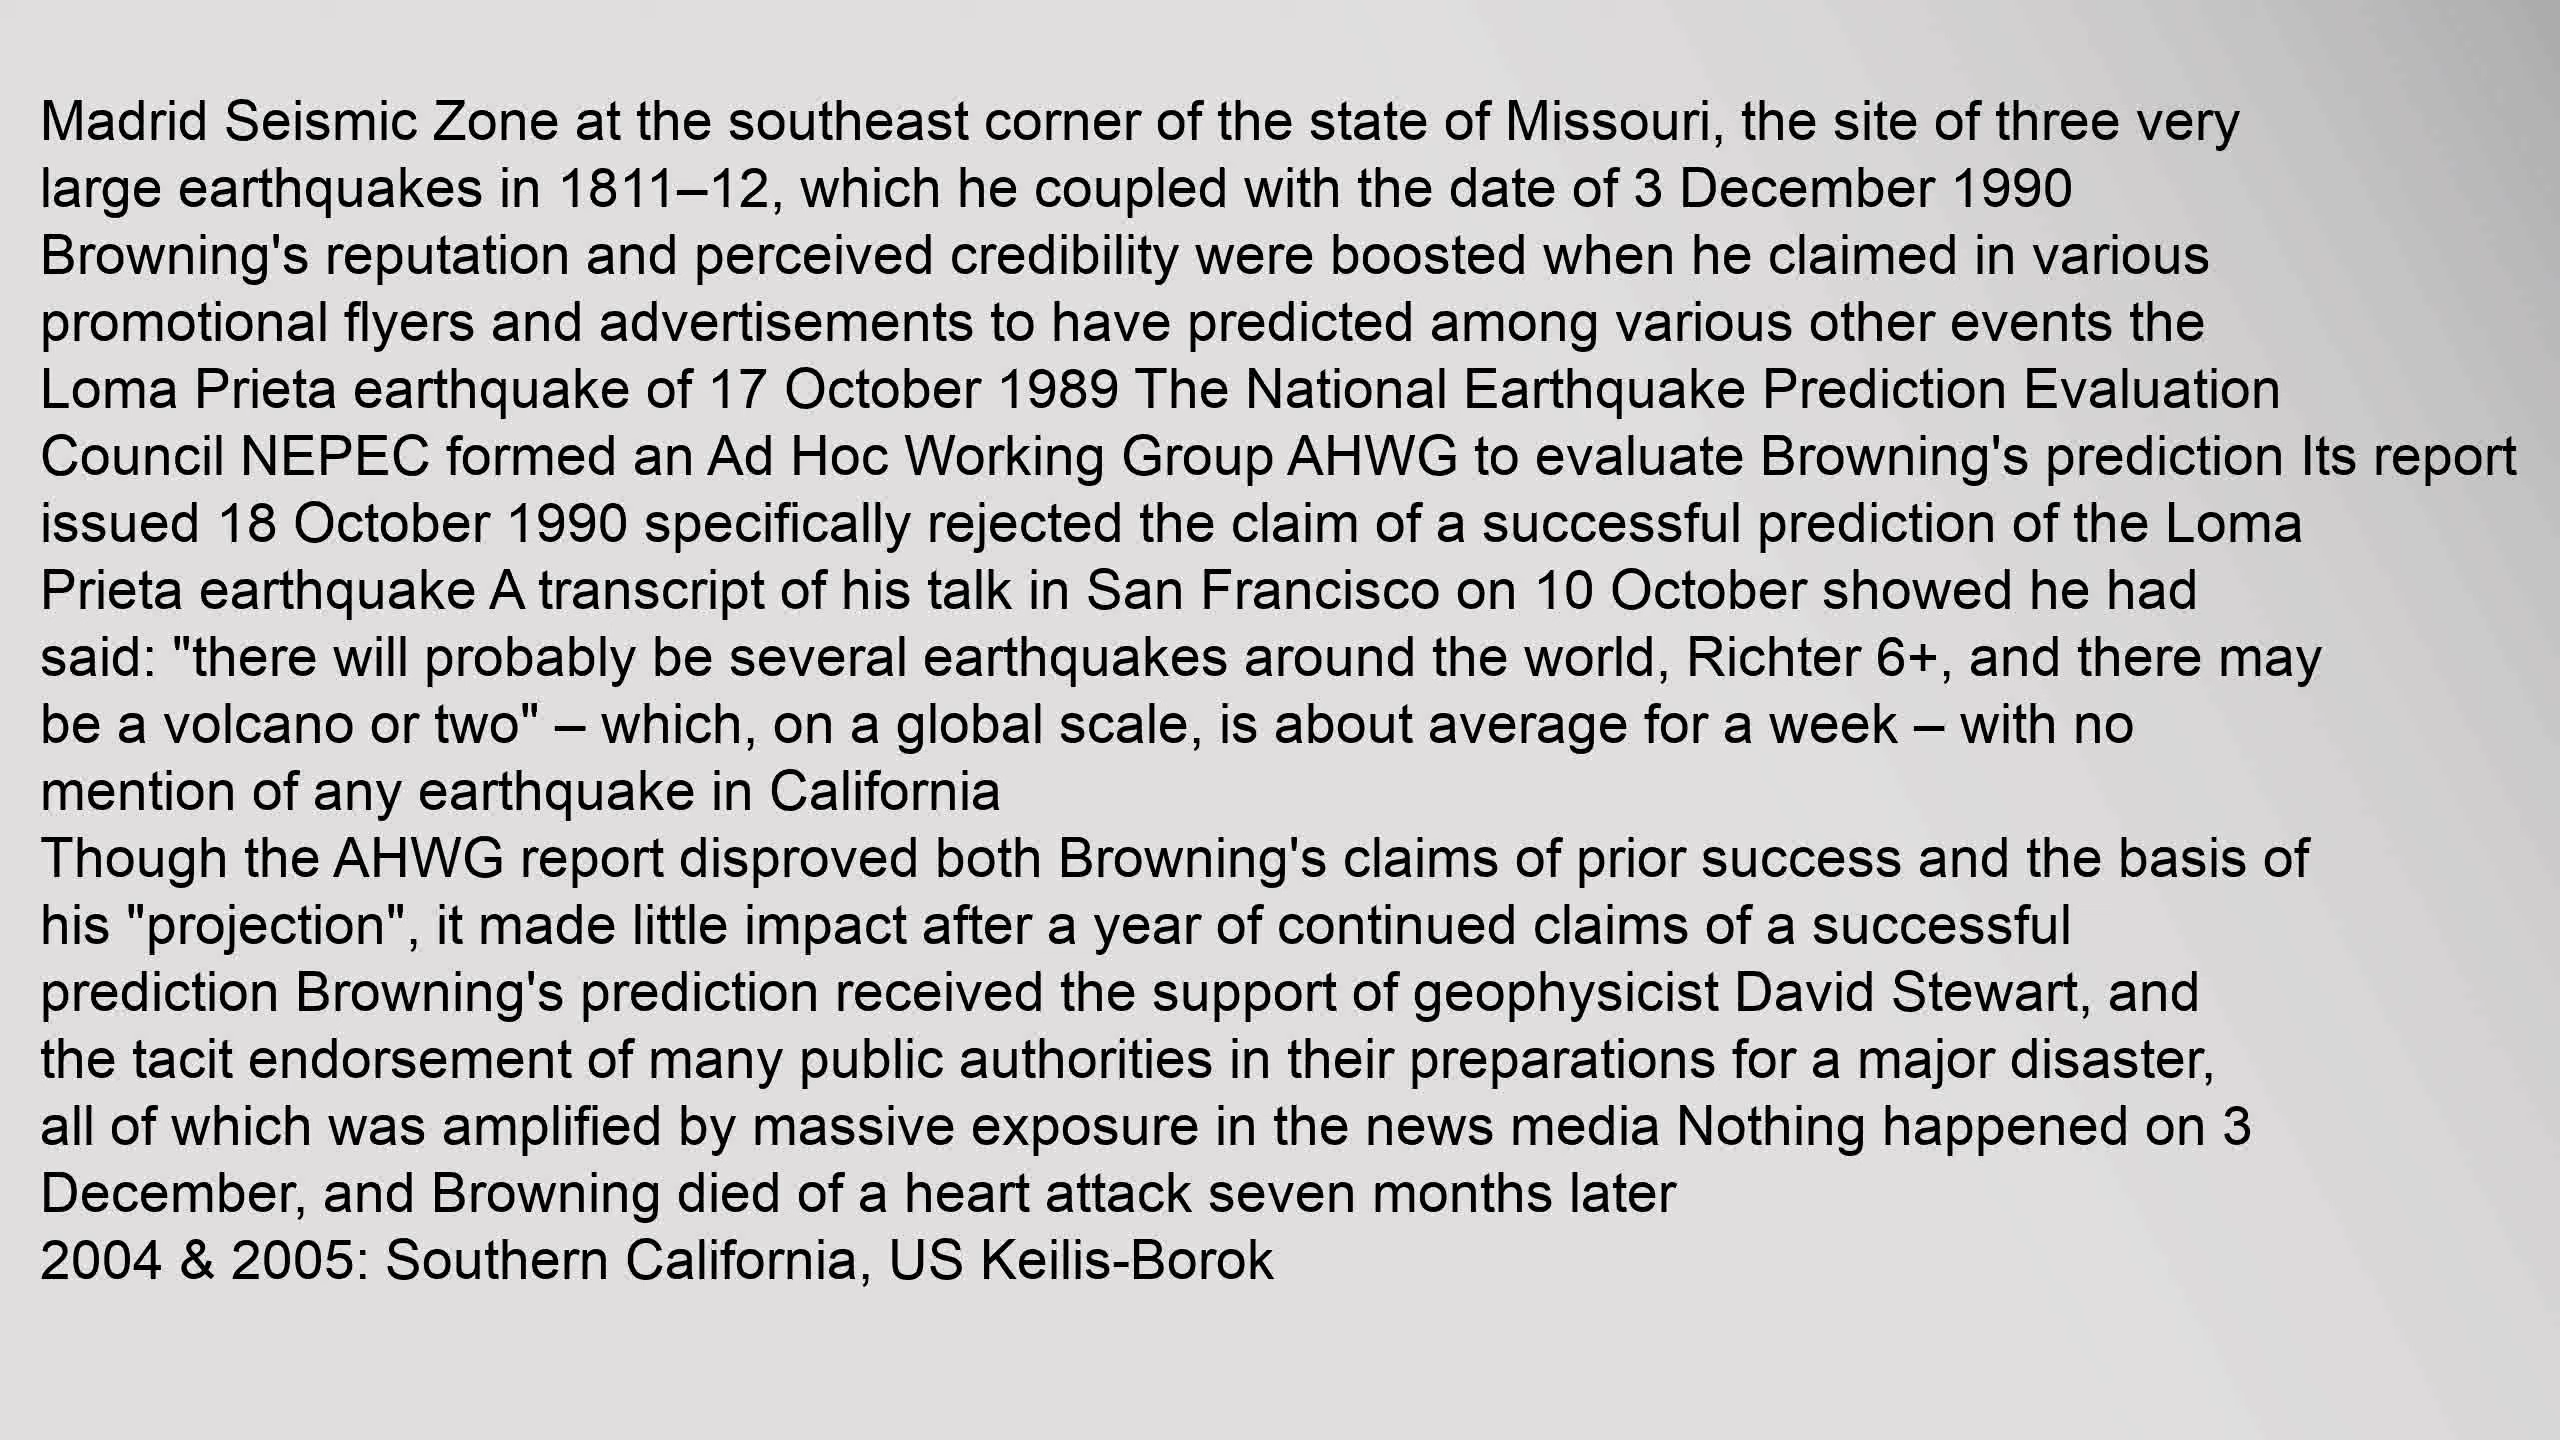 Madrid Seismic Zone at the southeast corner of the state of Missouri, the site of three very
large earthquakes in 1811–12, which he coupled with the date of 3 December 1990
Browning's reputation and perceived credibility were boosted when he claimed in various
promotional flyers and advertisements to have predicted among various other events the
Loma Prieta earthquake of 17 October 1989 The National Earthquake Prediction Evaluation
Council NEPEC formed an Ad Hoc Working Group AHWG to evaluate Browning's prediction Its report
issued 18 October 1990 specifically rejected the claim of a successful prediction of the Loma
Prieta earthquake A transcript of his talk in San Francisco on 10 October showed he had
said: "there will probably be several earthquakes around the world, Richter 6+, and there may
be a volcano or two" – which, on a global scale, is about average for a week – with no
mention of any earthquake in California
Though the AHWG report disproved both Browning's claims of prior success and the basis of
his "projection", it made little impact after a year of continued claims of a successful
prediction Browning's prediction received the support of geophysicist David Stewart, and
the tacit endorsement of many public authorities in their preparations for a major disaster,
all of which was amplified by massive exposure in the news media Nothing happened on 3
December, and Browning died of a heart attack seven months later
2004 & 2005: Southern California, US Keilis-Borok